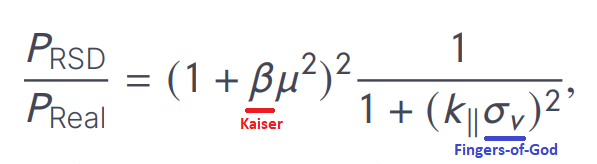 P_RSD / P_Real = (1 + βμ²)² 1 / (1 + (k_∥σ_v)²),
Kaiser
Fingers-of-God